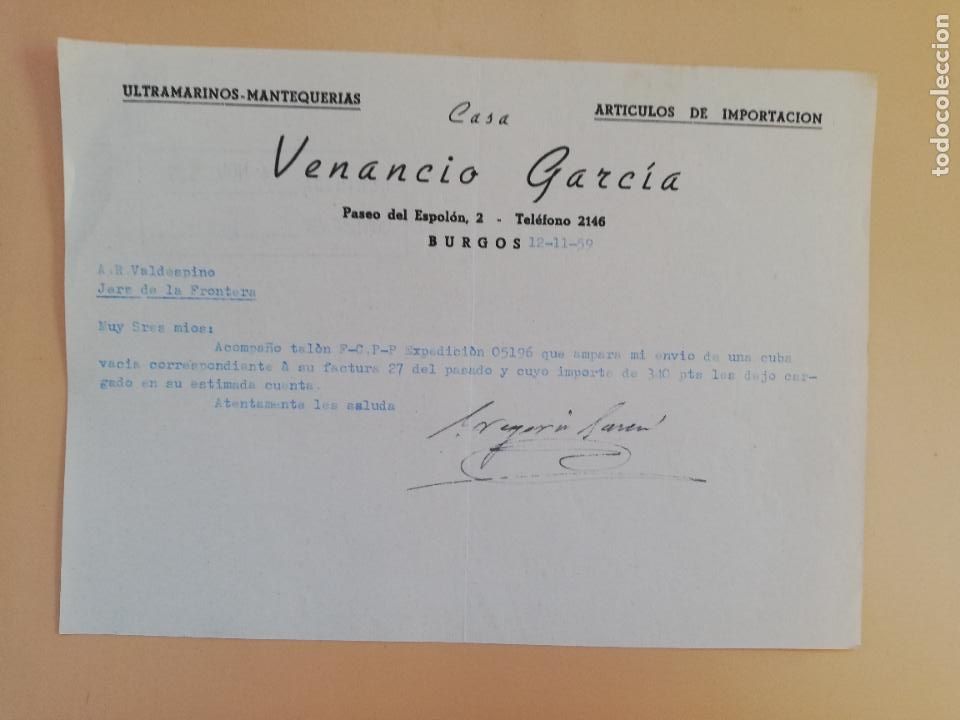 ULTRAMARINOS-MANTEQUERIAS
Casa
ARTICULOS DE IMPORTACION
Venancio García
Paseo del Espolón, 2 - Teléfono 2146
BURGOS 12-11-59
A.R.Valdespino
Jerz de la Frontera
Muy Sres mios:
Acompaño talòn F-C.P-P Expediciòn 05196 que ampara mi envio de una cuba
vacia correspondiente à su factura 27 del pasado y cuyo importe de 340 pts les dejo car-
gado en su estimada cuenta.
Atentamente les saluda
todocoleccion